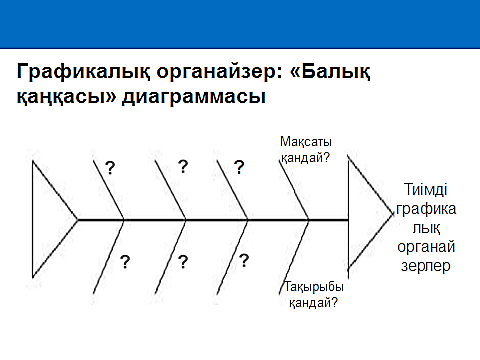 Графикалық органайзер: «Балық
қаңқасы» диаграммасы
Мақсаты
қандай?
? ? ?
Тиімді
графика
лық
органай
зерлер
? ? ?
Тақырыбы
қандай?